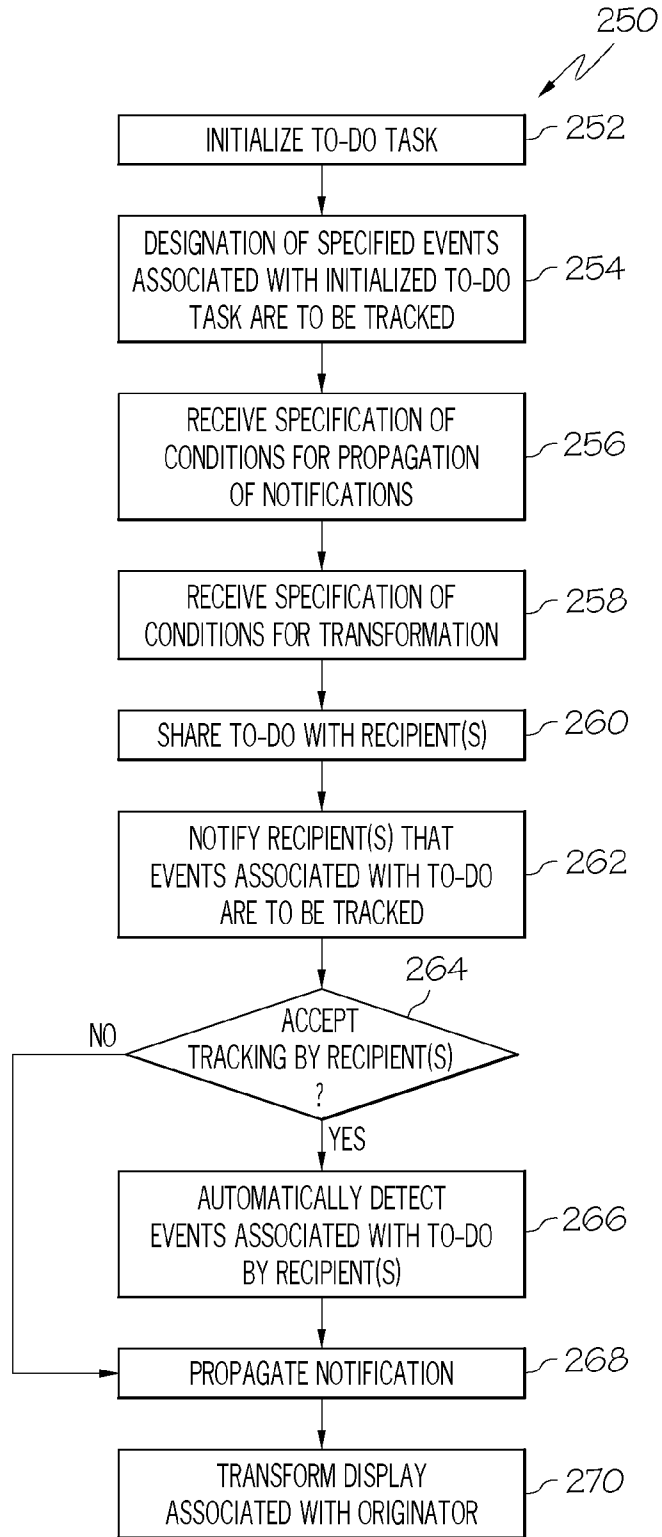 250
INITIALIZE TO-DO TASK
252
DESIGNATION OF SPECIFIED EVENTS
ASSOCIATED WITH INITIALIZED TO-DO
TASK ARE TO BE TRACKED
254
RECEIVE SPECIFICATION OF
CONDITIONS FOR PROPAGATION
OF NOTIFICATIONS
256
RECEIVE SPECIFICATION OF
CONDITIONS FOR TRANSFORMATION
258
SHARE TO-DO WITH RECIPIENT(S)
260
NOTIFY RECIPIENT(S) THAT
EVENTS ASSOCIATED WITH TO-DO
ARE TO BE TRACKED
262
264
ACCEPT
TRACKING BY RECIPIENT(S)
?
NO
YES
AUTOMATICALLY DETECT
EVENTS ASSOCIATED WITH TO-DO
BY RECIPIENT(S)
266
PROPAGATE NOTIFICATION
268
TRANSFORM DISPLAY
ASSOCIATED WITH ORIGINATOR
270